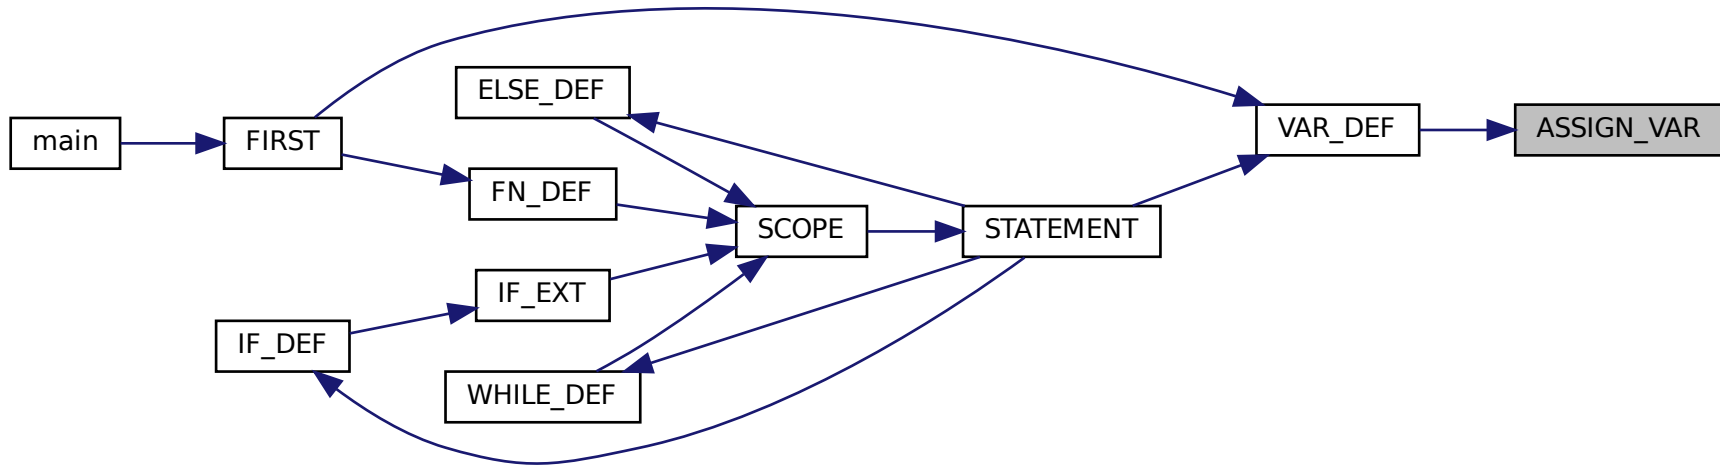 main
FIRST
ELSE_DEF
FN_DEF
IF_EXT
IF_DEF
WHILE_DEF
SCOPE
STATEMENT
VAR_DEF
ASSIGN_VAR